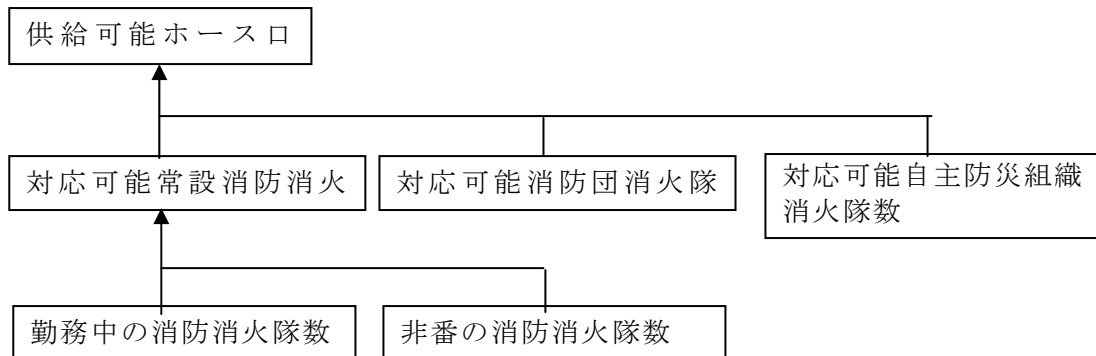 供給可能ホース口
対応可能常設消防消火
対応可能消防団消火隊
対応可能自主防災組織
消火隊数
勤務中の消防消火隊数
非番の消防消火隊数